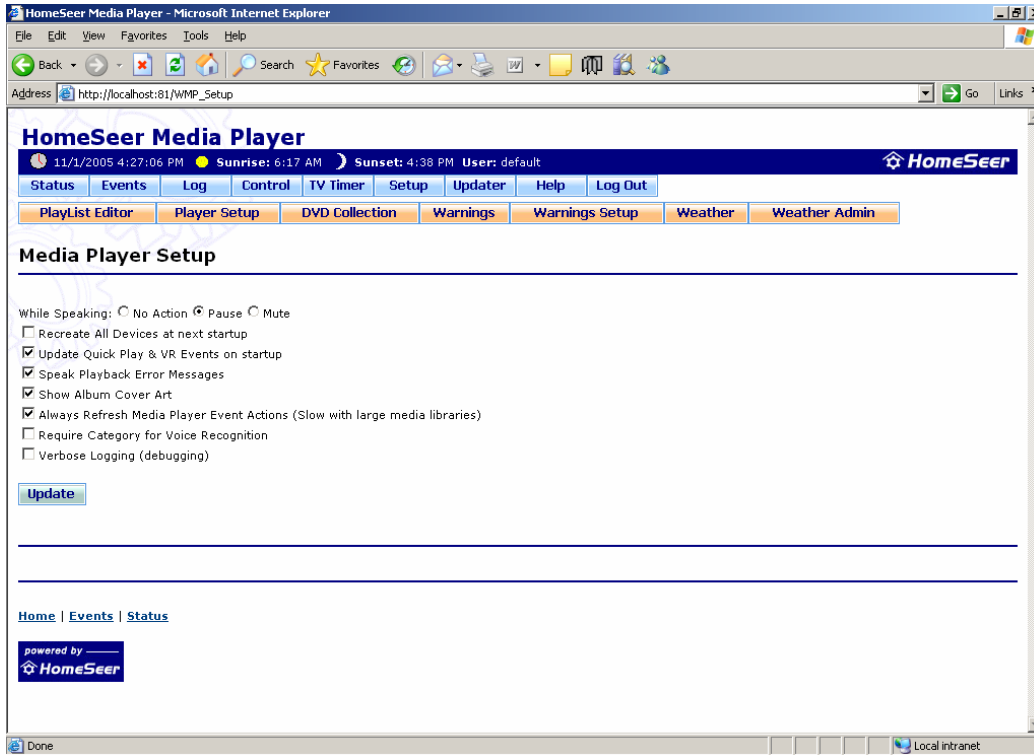 HomeSeer Media Player - Microsoft Internet Explorer
File Edit View Favorites Tools Help
Back Search Favorites
Address http://localhost:81/WMP_Setup Go Links
HomeSeer Media Player
11/1/2005 4:27:06 PM Sunrise: 6:17 AM Sunset: 4:38 PM User: default HomeSeer
Status Events Log Control TV Timer Setup Updater Help Log Out
PlayList Editor Player Setup DVD Collection Warnings Warnings Setup Weather Weather Admin
Media Player Setup
While Speaking: No Action Pause Mute
Recreate All Devices at next startup
Update Quick Play & VR Events on startup
Speak Playback Error Messages
Show Album Cover Art
Always Refresh Media Player Event Actions (Slow with large media libraries)
Require Category for Voice Recognition
Verbose Logging (debugging)
Update
Home | Events | Status
powered by
HomeSeer
Done Local intranet